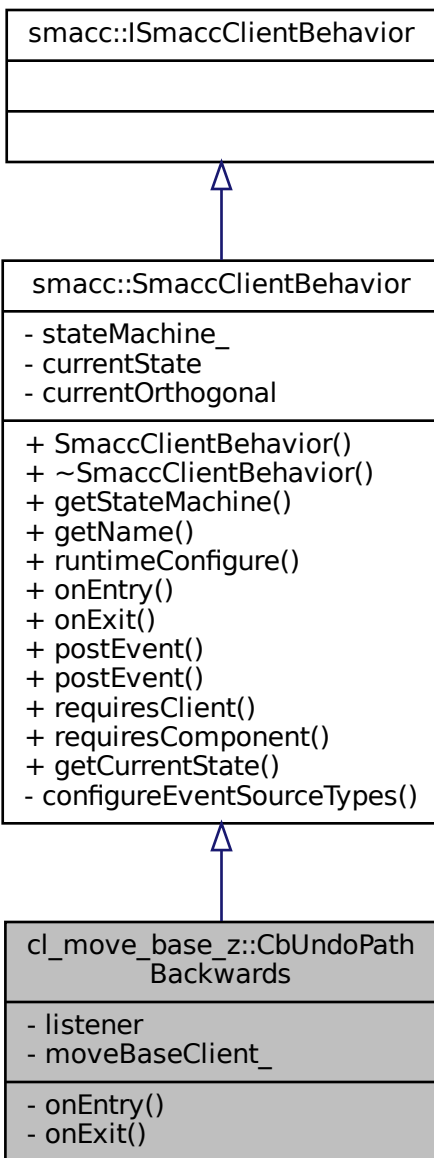 smacc::ISmaccClientBehavior
smacc::SmaccClientBehavior
- stateMachine_
- currentState
- currentOrthogonal
+ SmaccClientBehavior()
+ ~SmaccClientBehavior()
+ getStateMachine()
+ getName()
+ runtimeConfigure()
+ onEntry()
+ onExit()
+ postEvent()
+ postEvent()
+ requiresClient()
+ requiresComponent()
+ getCurrentState()
- configureEventSourceTypes()
cl_move_base_z::CbUndoPath
Backwards
- listener
- moveBaseClient_
- onEntry()
- onExit()